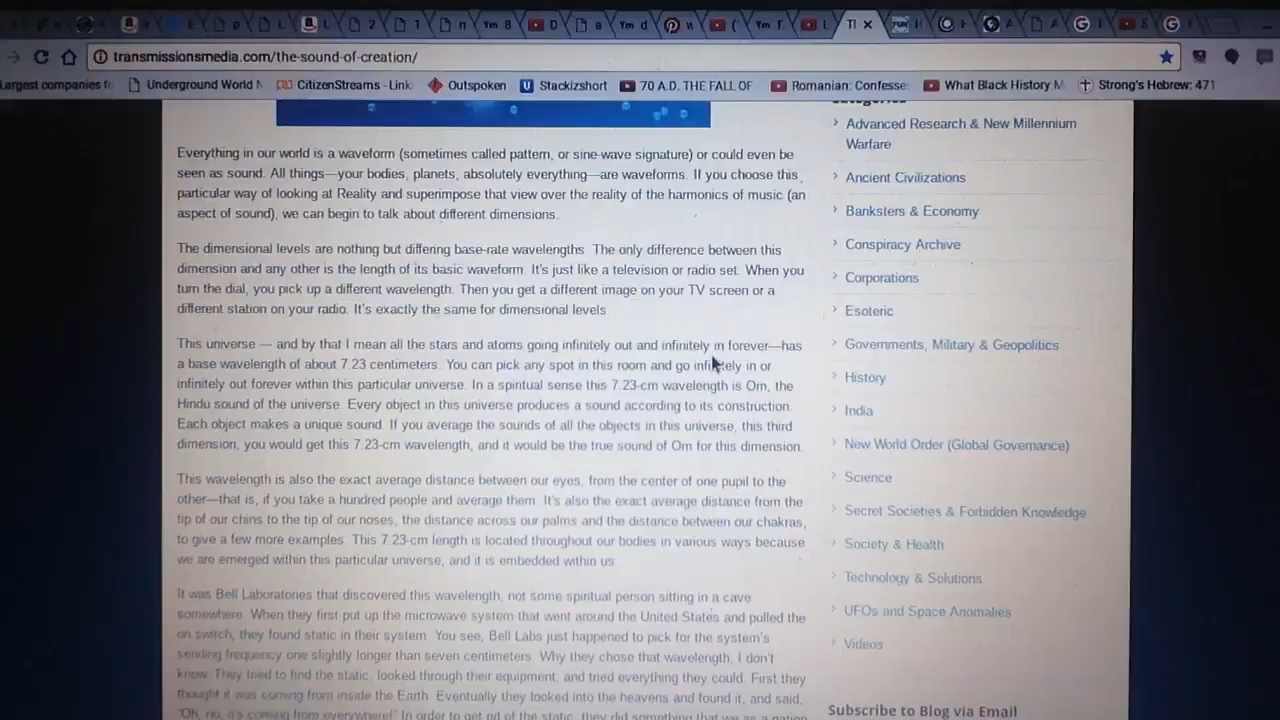 transmissionsmedia.com/the-sound-of-creation/
Largest companies Underground World CitizenStreams - Link Outspoken Stackizshort 70 A.D. THE FALL OF Romanian: Confesse What Black History Strong's Hebrew: 471
Everything in our world is a waveform (sometimes called pattern, or sine-wave signature) or could even be
seen as sound. All things—your bodies, planets, absolutely everything—are waveforms. If you choose this
particular way of looking at Reality and superimpose that view over the reality of the harmonics of music (an
aspect of sound), we can begin to talk about different dimensions.
The dimensional levels are nothing but differing base-rate wavelengths. The only difference between this
dimension and any other is the length of its basic waveform. It's just like a television or radio set. When you
turn the dial, you pick up a different wavelength. Then you get a different image on your TV screen or a
different station on your radio. It's exactly the same for dimensional levels.
This universe — and by that I mean all the stars and atoms going infinitely out and infinitely in forever—has
a base wavelength of about 7.23 centimeters. You can pick any spot in this room and go infinitely in or
infinitely out forever within this particular universe. In a spiritual sense this 7.23-cm wavelength is Om, the
Hindu sound of the universe. Every object in this universe produces a sound according to its construction.
Each object makes a unique sound. If you average the sounds of all the objects in this universe, this third
dimension, you would get this 7.23-cm wavelength, and it would be the true sound of Om for this dimension.
This wavelength is also the exact average distance between our eyes, from the center of one pupil to the
other—that is, if you take a hundred people and average them. It's also the exact average distance from the
tip of our chins to the tip of our noses, the distance across our palms and the distance between our chakras,
to give a few more examples. This 7.23-cm length is located throughout our bodies in various ways because
we are emerged within this particular universe, and it is embedded within us.
It was Bell Laboratories that discovered this wavelength, not some spiritual person sitting in a cave
somewhere. When they first put up the microwave system that went around the United States and pulled the
on switch, they found static in their system. You see, Bell Labs just happened to pick for the system's
sending frequency one slightly longer than seven centimeters. Why they chose that wavelength, I don't
know. They tried to find the static, looked through their equipment, and tried everything they could. First they
thought it was coming from inside the Earth. Eventually they looked into the heavens and found it, and said,
"Oh, no, it's coming from everywhere!" In order to get rid of the static, they did something that we as a nation
Categories
Advanced Research & New Millennium
Warfare
Ancient Civilizations
Banksters & Economy
Conspiracy Archive
Corporations
Esoteric
Governments, Military & Geopolitics
History
India
New World Order (Global Governance)
Science
Secret Societies & Forbidden Knowledge
Society & Health
Technology & Solutions
UFOs and Space Anomalies
Videos
Subscribe to Blog via Email